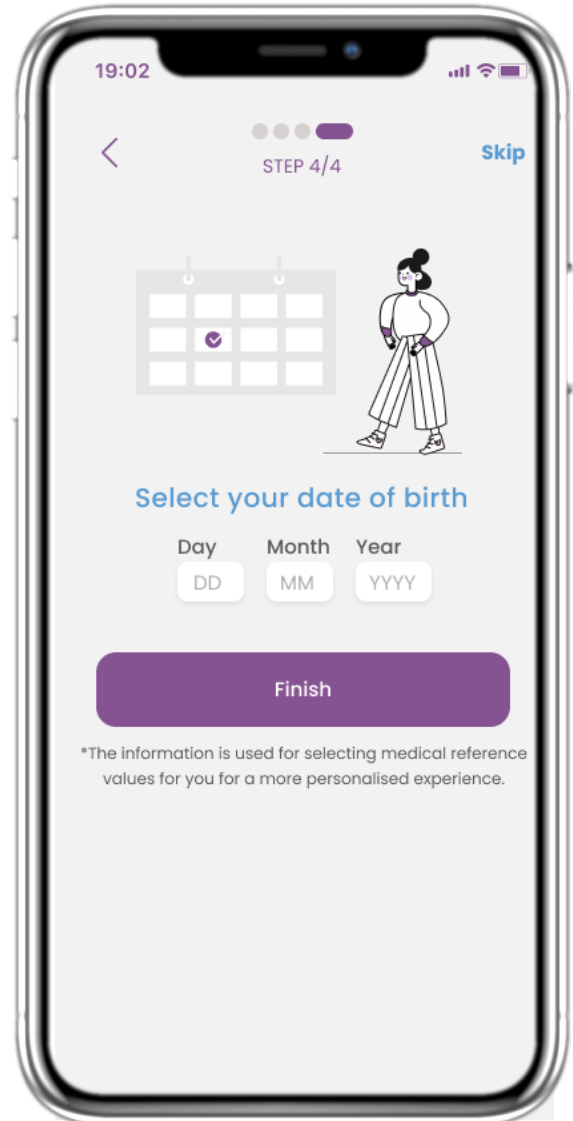 19:02
Skip
STEP 4/4
Select your date of birth
Day Month Year
DD MM YYYY
Finish
*The information is used for selecting medical reference
values for you for a more personalised experience.